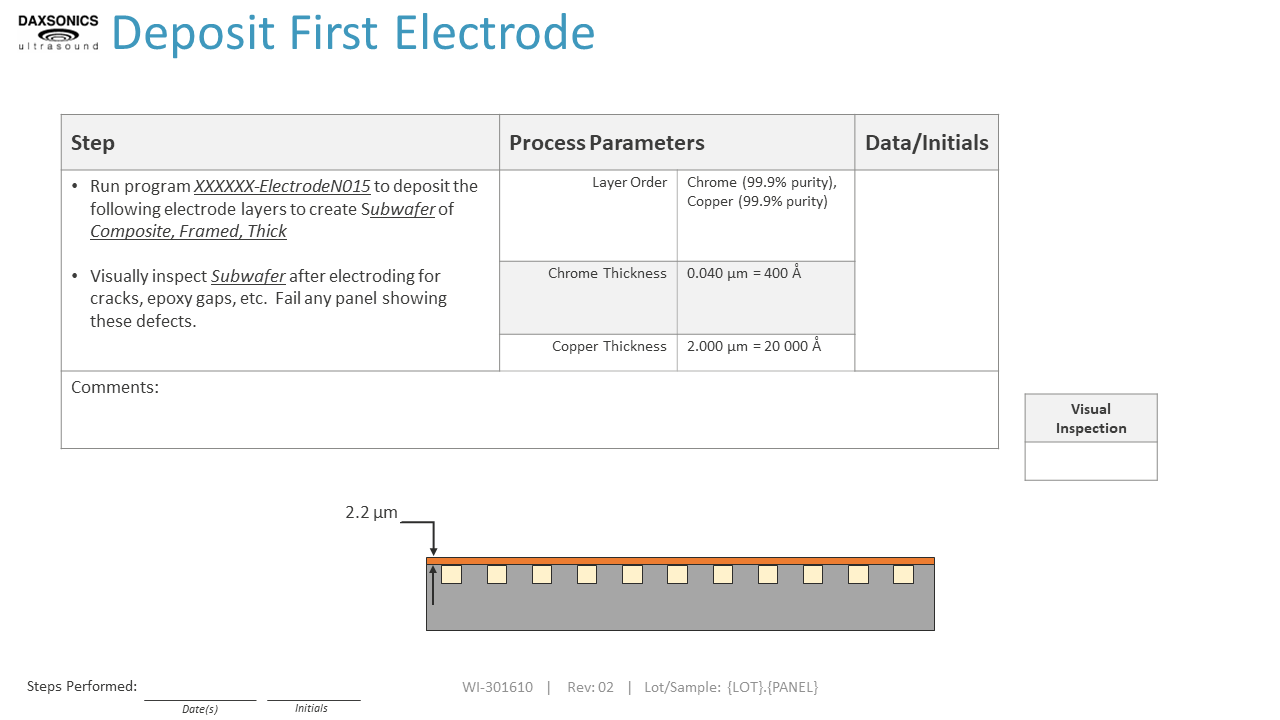 DAXSONICS
ultrasound
Deposit First Electrode
Step
Process Parameters
Data/Initials
• Run program XXXXXX-ElectrodeN015 to deposit the
following electrode layers to create Subwafer of
Composite, Framed, Thick
• Visually inspect Subwafer after electroding for
cracks, epoxy gaps, etc.  Fail any panel showing
these defects.
Layer Order
Chrome (99.9% purity),
Copper (99.9% purity)
Chrome Thickness
0.040 µm = 400 Å
Copper Thickness
2.000 µm = 20 000 Å
Comments:
Visual
Inspection
2.2 µm
Steps Performed:
Date(s)
Initials
WI-301610 | Rev: 02 | Lot/Sample: {LOT}.{PANEL}